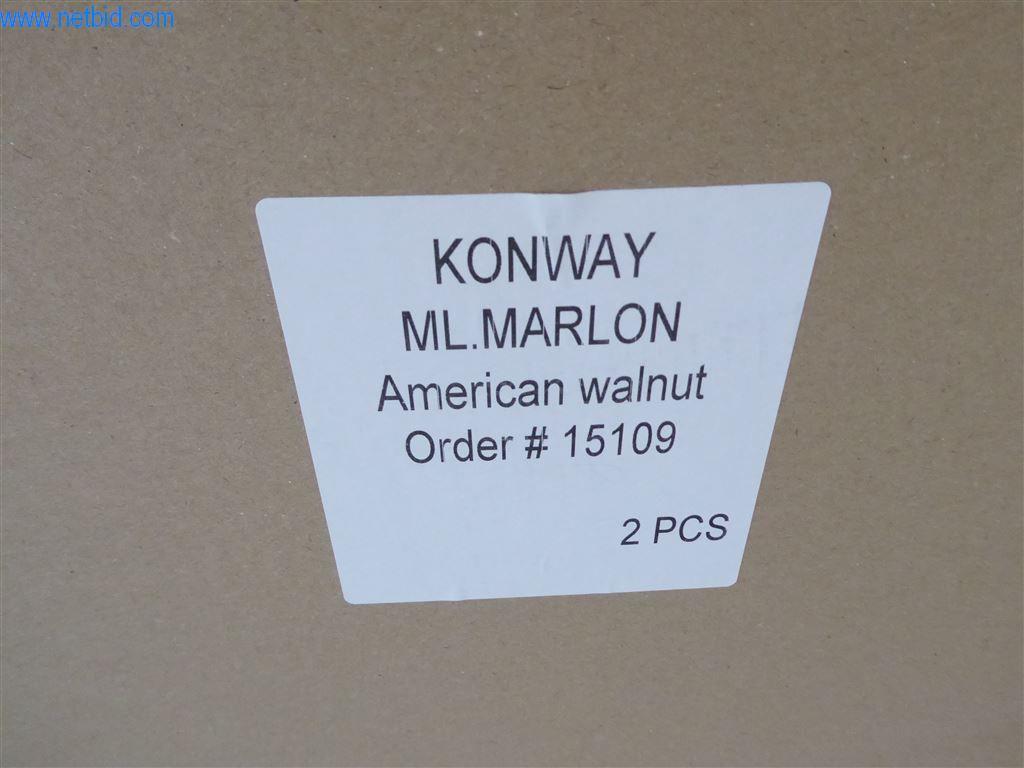 www.netbid.com
KONWAY
ML.MARLON
American walnut
Order # 15109
2 PCS